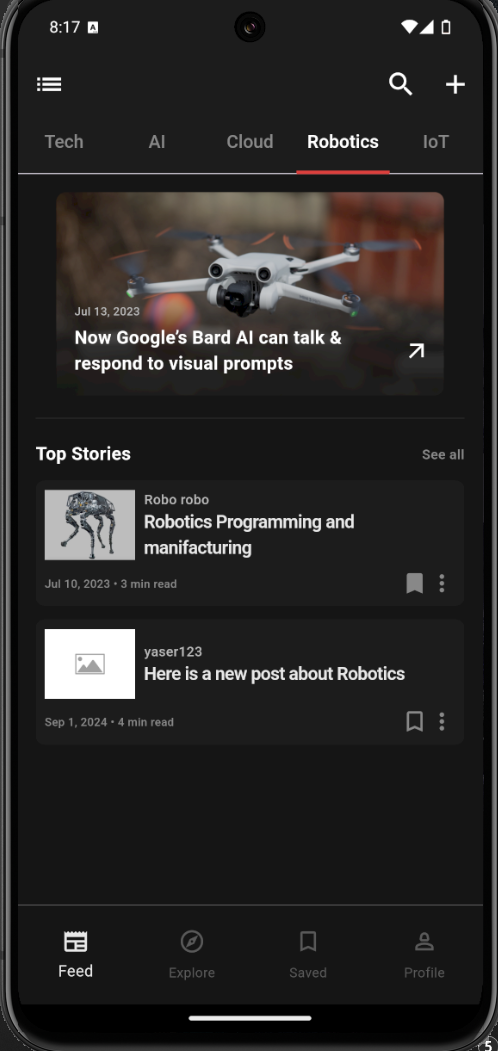 8:17 A
Tech AI Cloud Robotics IoT
Jul 13, 2023
Now Google's Bard AI can talk &
respond to visual prompts
Top Stories See all
Robo robo
Robotics Programming and
manifacturing
Jul 10, 2023 • 3 min read
yaser123
Here is a new post about Robotics
Sep 1, 2024 • 4 min read
Feed Explore Saved Profile
5